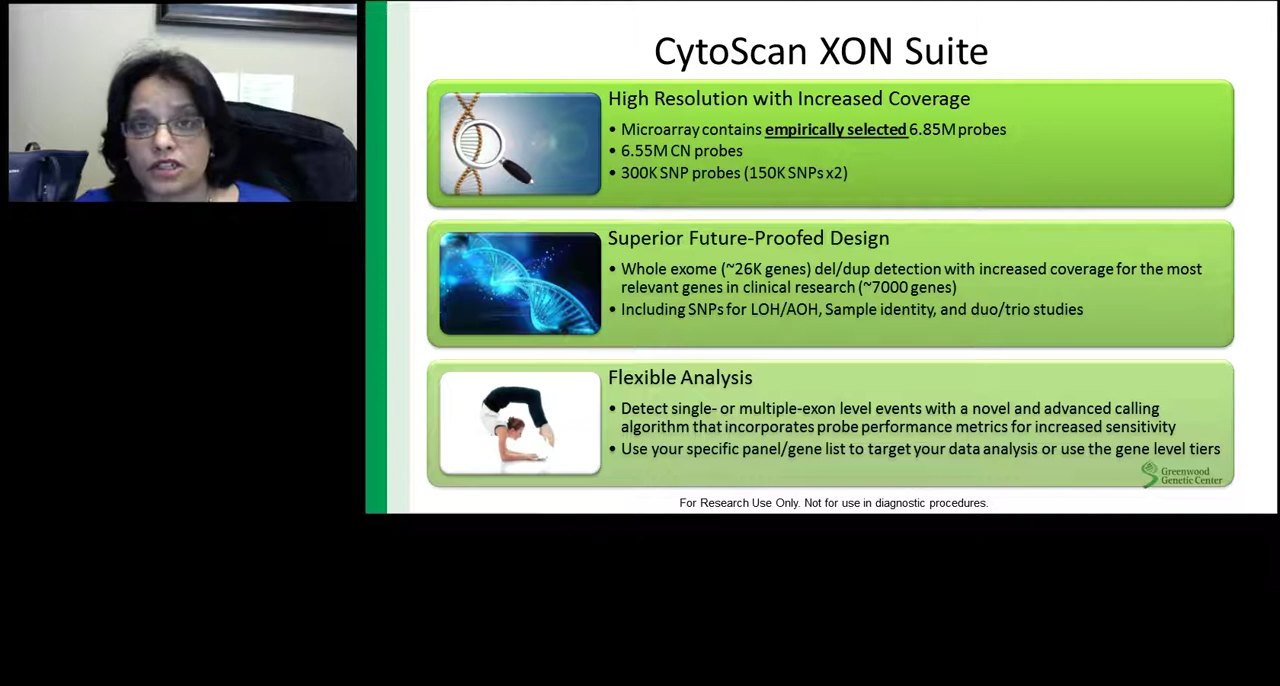 CytoScan XON Suite
High Resolution with Increased Coverage
• Microarray contains empirically selected 6.85M probes
• 6.55M CN probes
• 300K SNP probes (150K SNPs x2)
Superior Future-Proofed Design
• Whole exome (~26K genes) del/dup detection with increased coverage for the most
relevant genes in clinical research (~7000 genes)
• Including SNPs for LOH/AOH, Sample identity, and duo/trio studies
Flexible Analysis
• Detect single- or multiple-exon level events with a novel and advanced calling
algorithm that incorporates probe performance metrics for increased sensitivity
• Use your specific panel/gene list to target your data analysis or use the gene level tiers
Greenwood
Genetic Center
For Research Use Only. Not for use in diagnostic procedures.